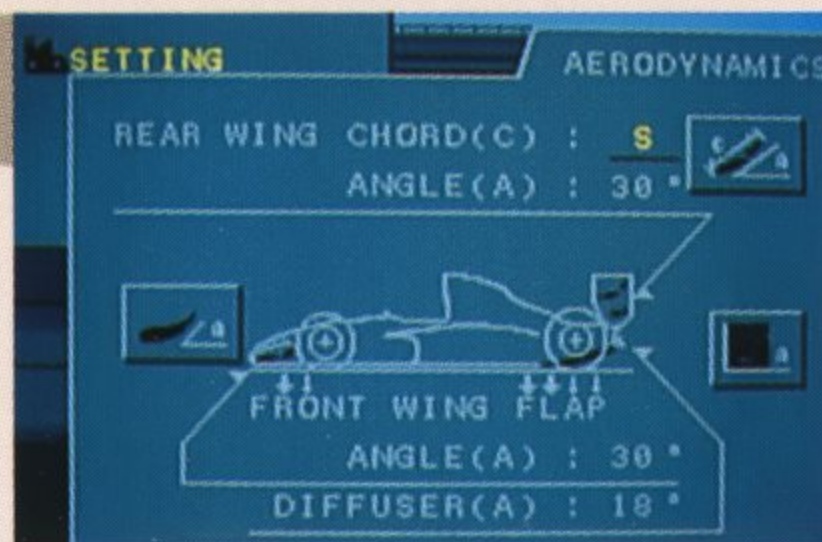 SETTING
AERODYNAMICS
REAR WING CHORD(C) : S
ANGLE(A) : 30°
c
a
a
a
FRONT WING FLAP
ANGLE(A) : 30°
DIFFUSER(A) : 18°